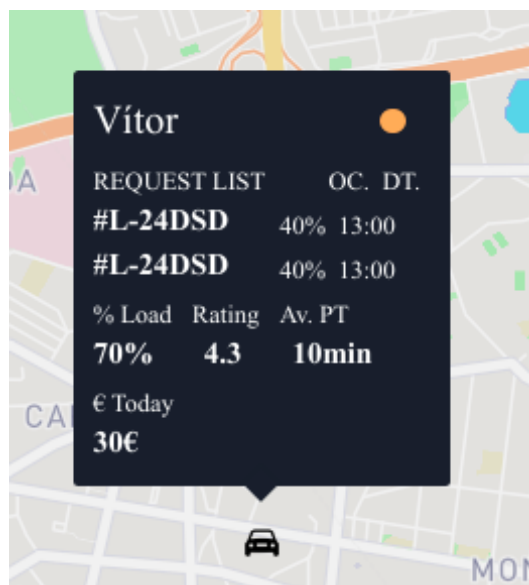 Vítor
REQUEST LIST OC. DT.
#L-24DSD 40% 13:00
#L-24DSD 40% 13:00
% Load Rating Av. PT
70% 4.3 10min
€ Today
30€